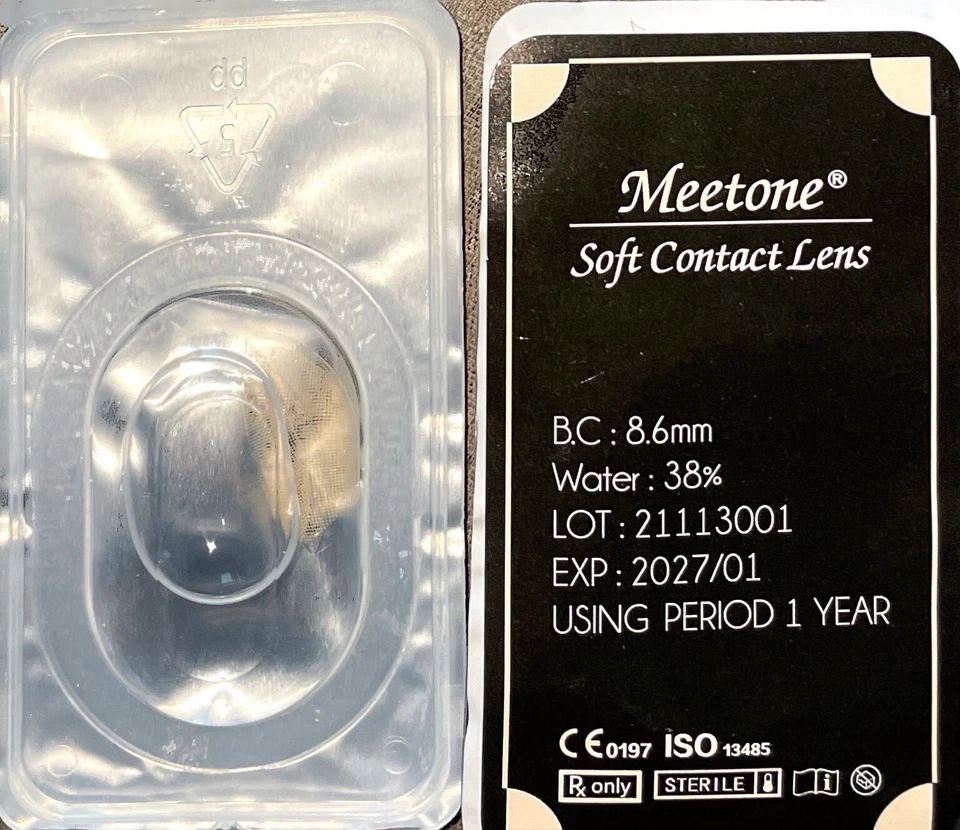 pp
5
Meetone®
Soft Contact Lens
B.C : 8.6mm
Water : 38%
LOT : 21113001
EXP : 2027/01
USING PERIOD 1 YEAR
CE0197 ISO 13485
Rx only STERILE i